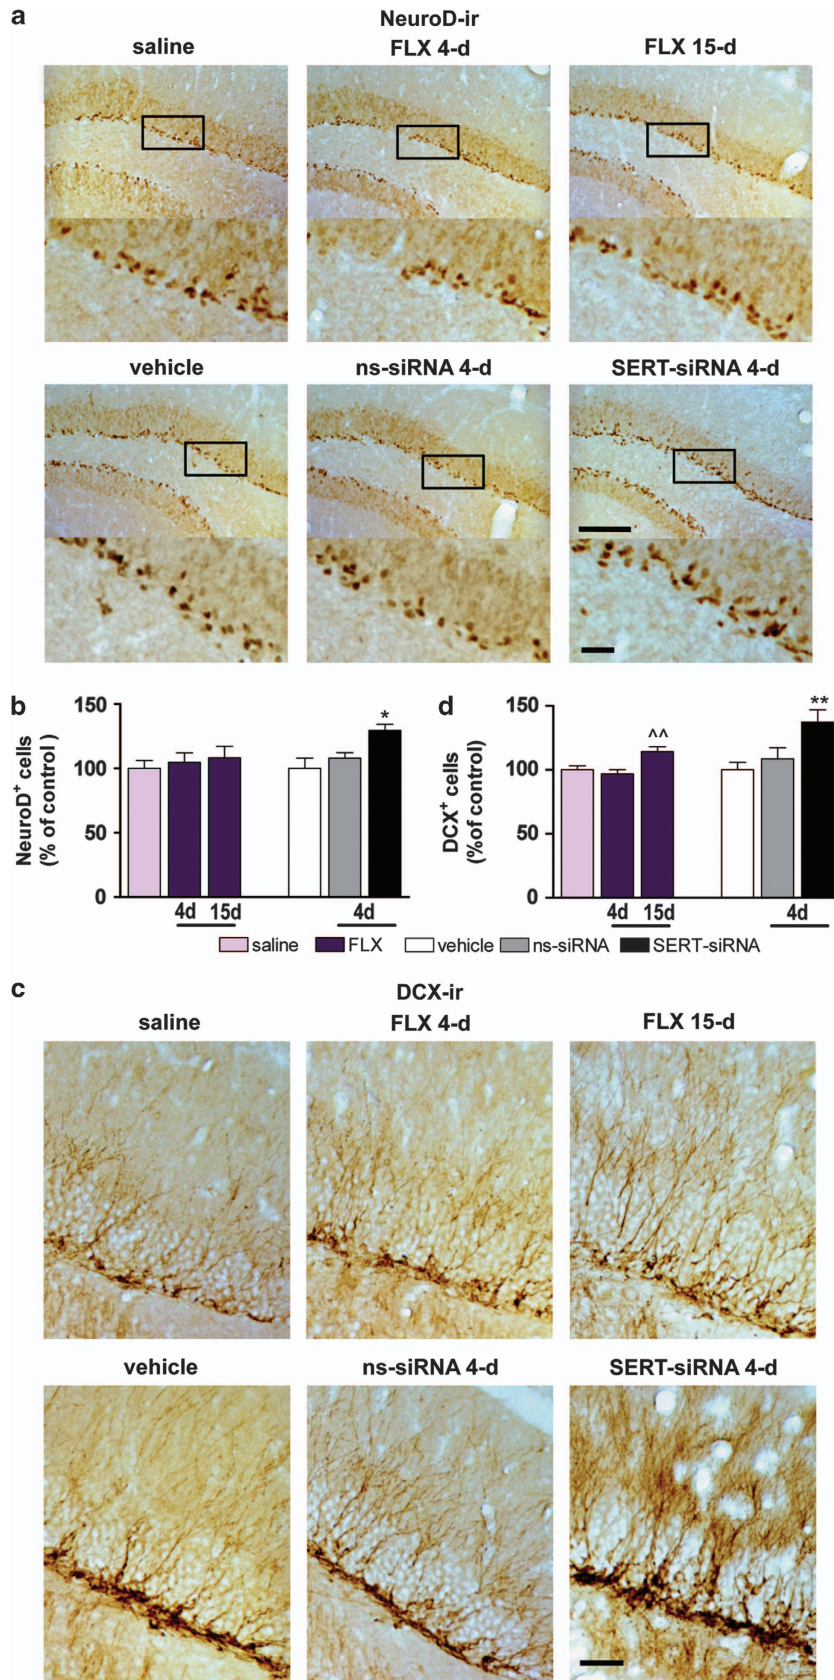 a
NeuroD-ir
saline FLX 4-d FLX 15-d
vehicle ns-siRNA 4-d SERT-siRNA 4-d
b
NeuroD+ cells
(% of control )
150
100
50
0
*
4d 15d 4d
d
DCX+ cells
(%of control)
150
100
50
0
^^
**
4d 15d 4d
saline FLX vehicle ns-siRNA SERT-siRNA
c
DCX-ir
saline FLX 4-d FLX 15-d
vehicle ns-siRNA 4-d SERT-siRNA 4-d